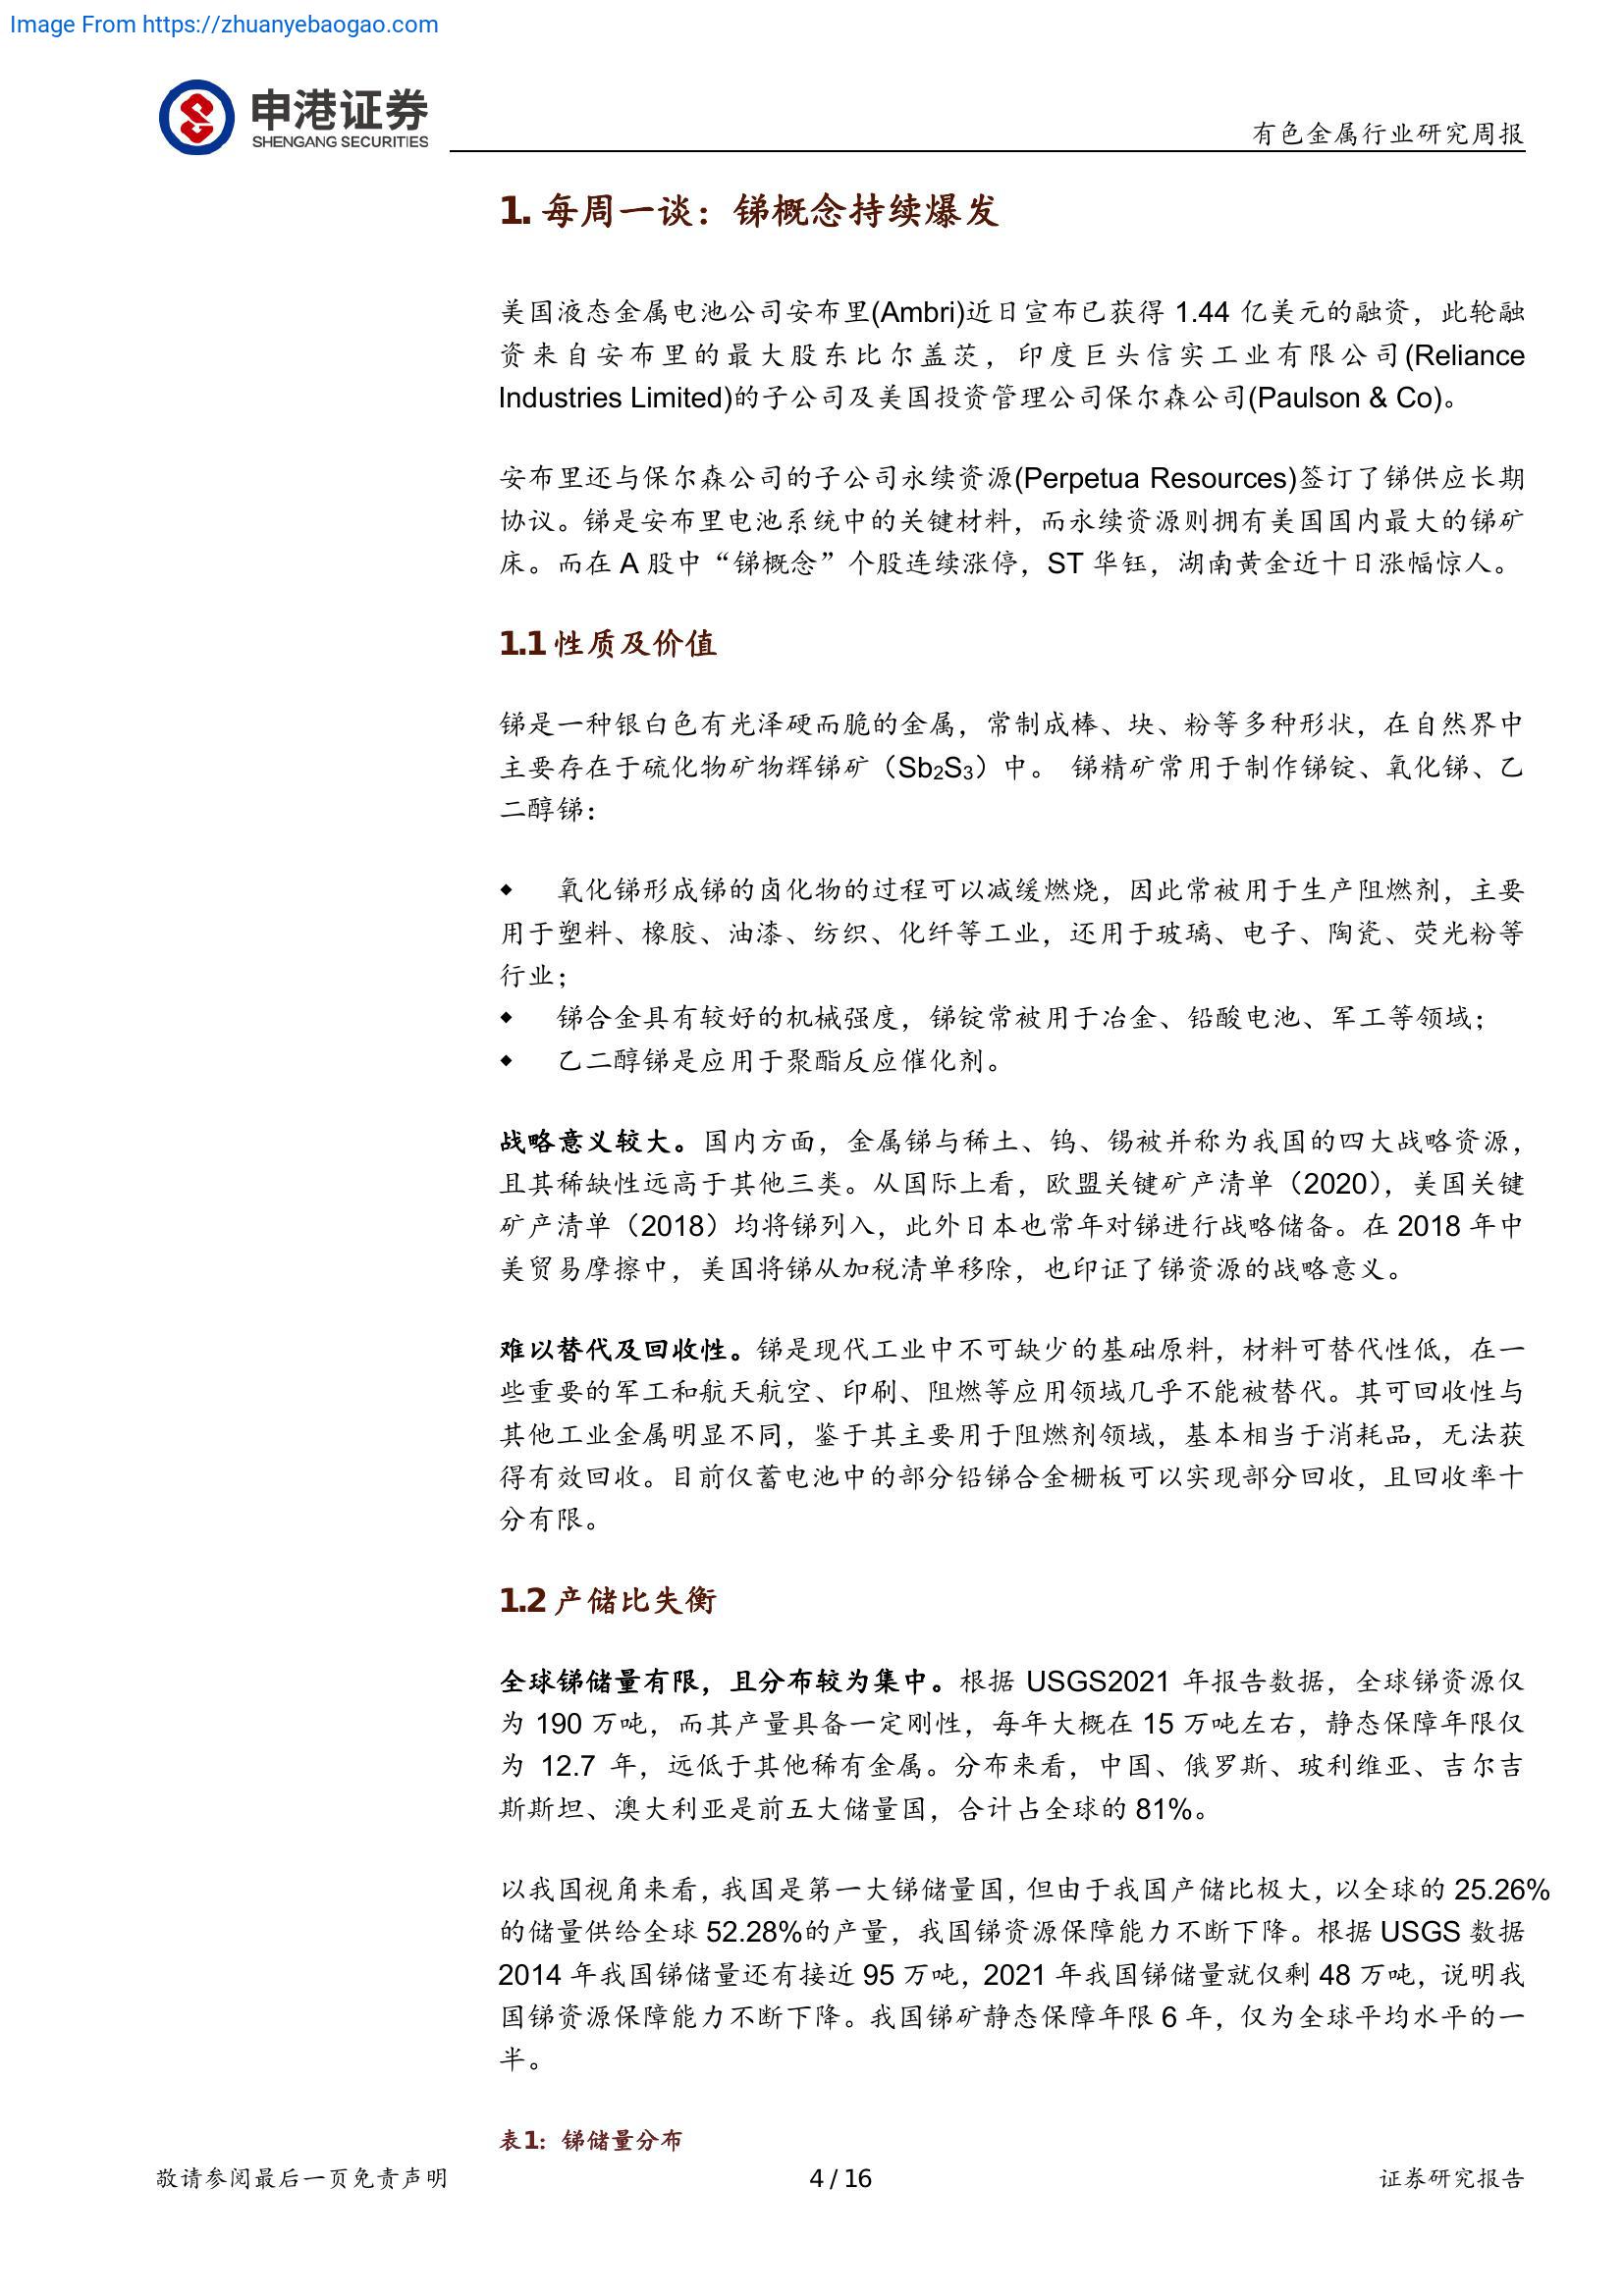 Image From https://zhuanyebaogao.com
申港证券
SHENGANG SECURITIES
有色金属行业研究周报
1. 每周一谈：锑概念持续爆发
美国液态金属电池公司安布里(Ambri)近日宣布已获得 1.44 亿美元的融资，此轮融
资来自安布里的最大股东比尔盖茨，印度巨头信实工业有限公司(Reliance
Industries Limited)的子公司及美国投资管理公司保尔森公司(Paulson & Co)。
安布里还与保尔森公司的子公司永续资源(Perpetua Resources)签订了锑供应长期
协议。锑是安布里电池系统中的关键材料，而永续资源则拥有美国国内最大的锑矿
床。而在 A 股中“锑概念”个股连续涨停，ST 华钰，湖南黄金近十日涨幅惊人。
1.1 性质及价值
锑是一种银白色有光泽硬而脆的金属，常制成棒、块、粉等多种形状，在自然界中
主要存在于硫化物矿物辉锑矿（Sb₂S₃）中。 锑精矿常用于制作锑锭、氧化锑、乙
二醇锑：
◆ 氧化锑形成锑的卤化物的过程可以减缓燃烧，因此常被用于生产阻燃剂，主要
用于塑料、橡胶、油漆、纺织、化纤等工业，还用于玻璃、电子、陶瓷、荧光粉等
行业；
◆ 锑合金具有较好的机械强度，锑锭常被用于冶金、铅酸电池、军工等领域；
◆ 乙二醇锑是应用于聚酯反应催化剂。
战略意义较大。国内方面，金属锑与稀土、钨、锡被并称为我国的四大战略资源，
且其稀缺性远高于其他三类。从国际上看，欧盟关键矿产清单（2020），美国关键
矿产清单（2018）均将锑列入，此外日本也常年对锑进行战略储备。在 2018 年中
美贸易摩擦中，美国将锑从加税清单移除，也印证了锑资源的战略意义。
难以替代及回收性。锑是现代工业中不可缺少的基础原料，材料可替代性低，在一
些重要的军工和航天航空、印刷、阻燃等应用领域几乎不能被替代。其可回收性与
其他工业金属明显不同，鉴于其主要用于阻燃剂领域，基本相当于消耗品，无法获
得有效回收。目前仅蓄电池中的部分铅锑合金栅板可以实现部分回收，且回收率十
分有限。
1.2 产储比失衡
全球锑储量有限，且分布较为集中。根据 USGS2021 年报告数据，全球锑资源仅
为 190 万吨，而其产量具备一定刚性，每年大概在 15 万吨左右，静态保障年限仅
为 12.7 年，远低于其他稀有金属。分布来看，中国、俄罗斯、玻利维亚、吉尔吉
斯斯坦、澳大利亚是前五大储量国，合计占全球的 81%。
以我国视角来看，我国是第一大锑储量国，但由于我国产储比极大，以全球的 25.26%
的储量供给全球 52.28%的产量，我国锑资源保障能力不断下降。根据 USGS 数据
2014 年我国锑储量还有接近 95 万吨，2021 年我国锑储量就仅剩 48 万吨，说明我
国锑资源保障能力不断下降。我国锑矿静态保障年限 6 年，仅为全球平均水平的一
半。
表1：锑储量分布
敬请参阅最后一页免责声明
4 / 16
证券研究报告